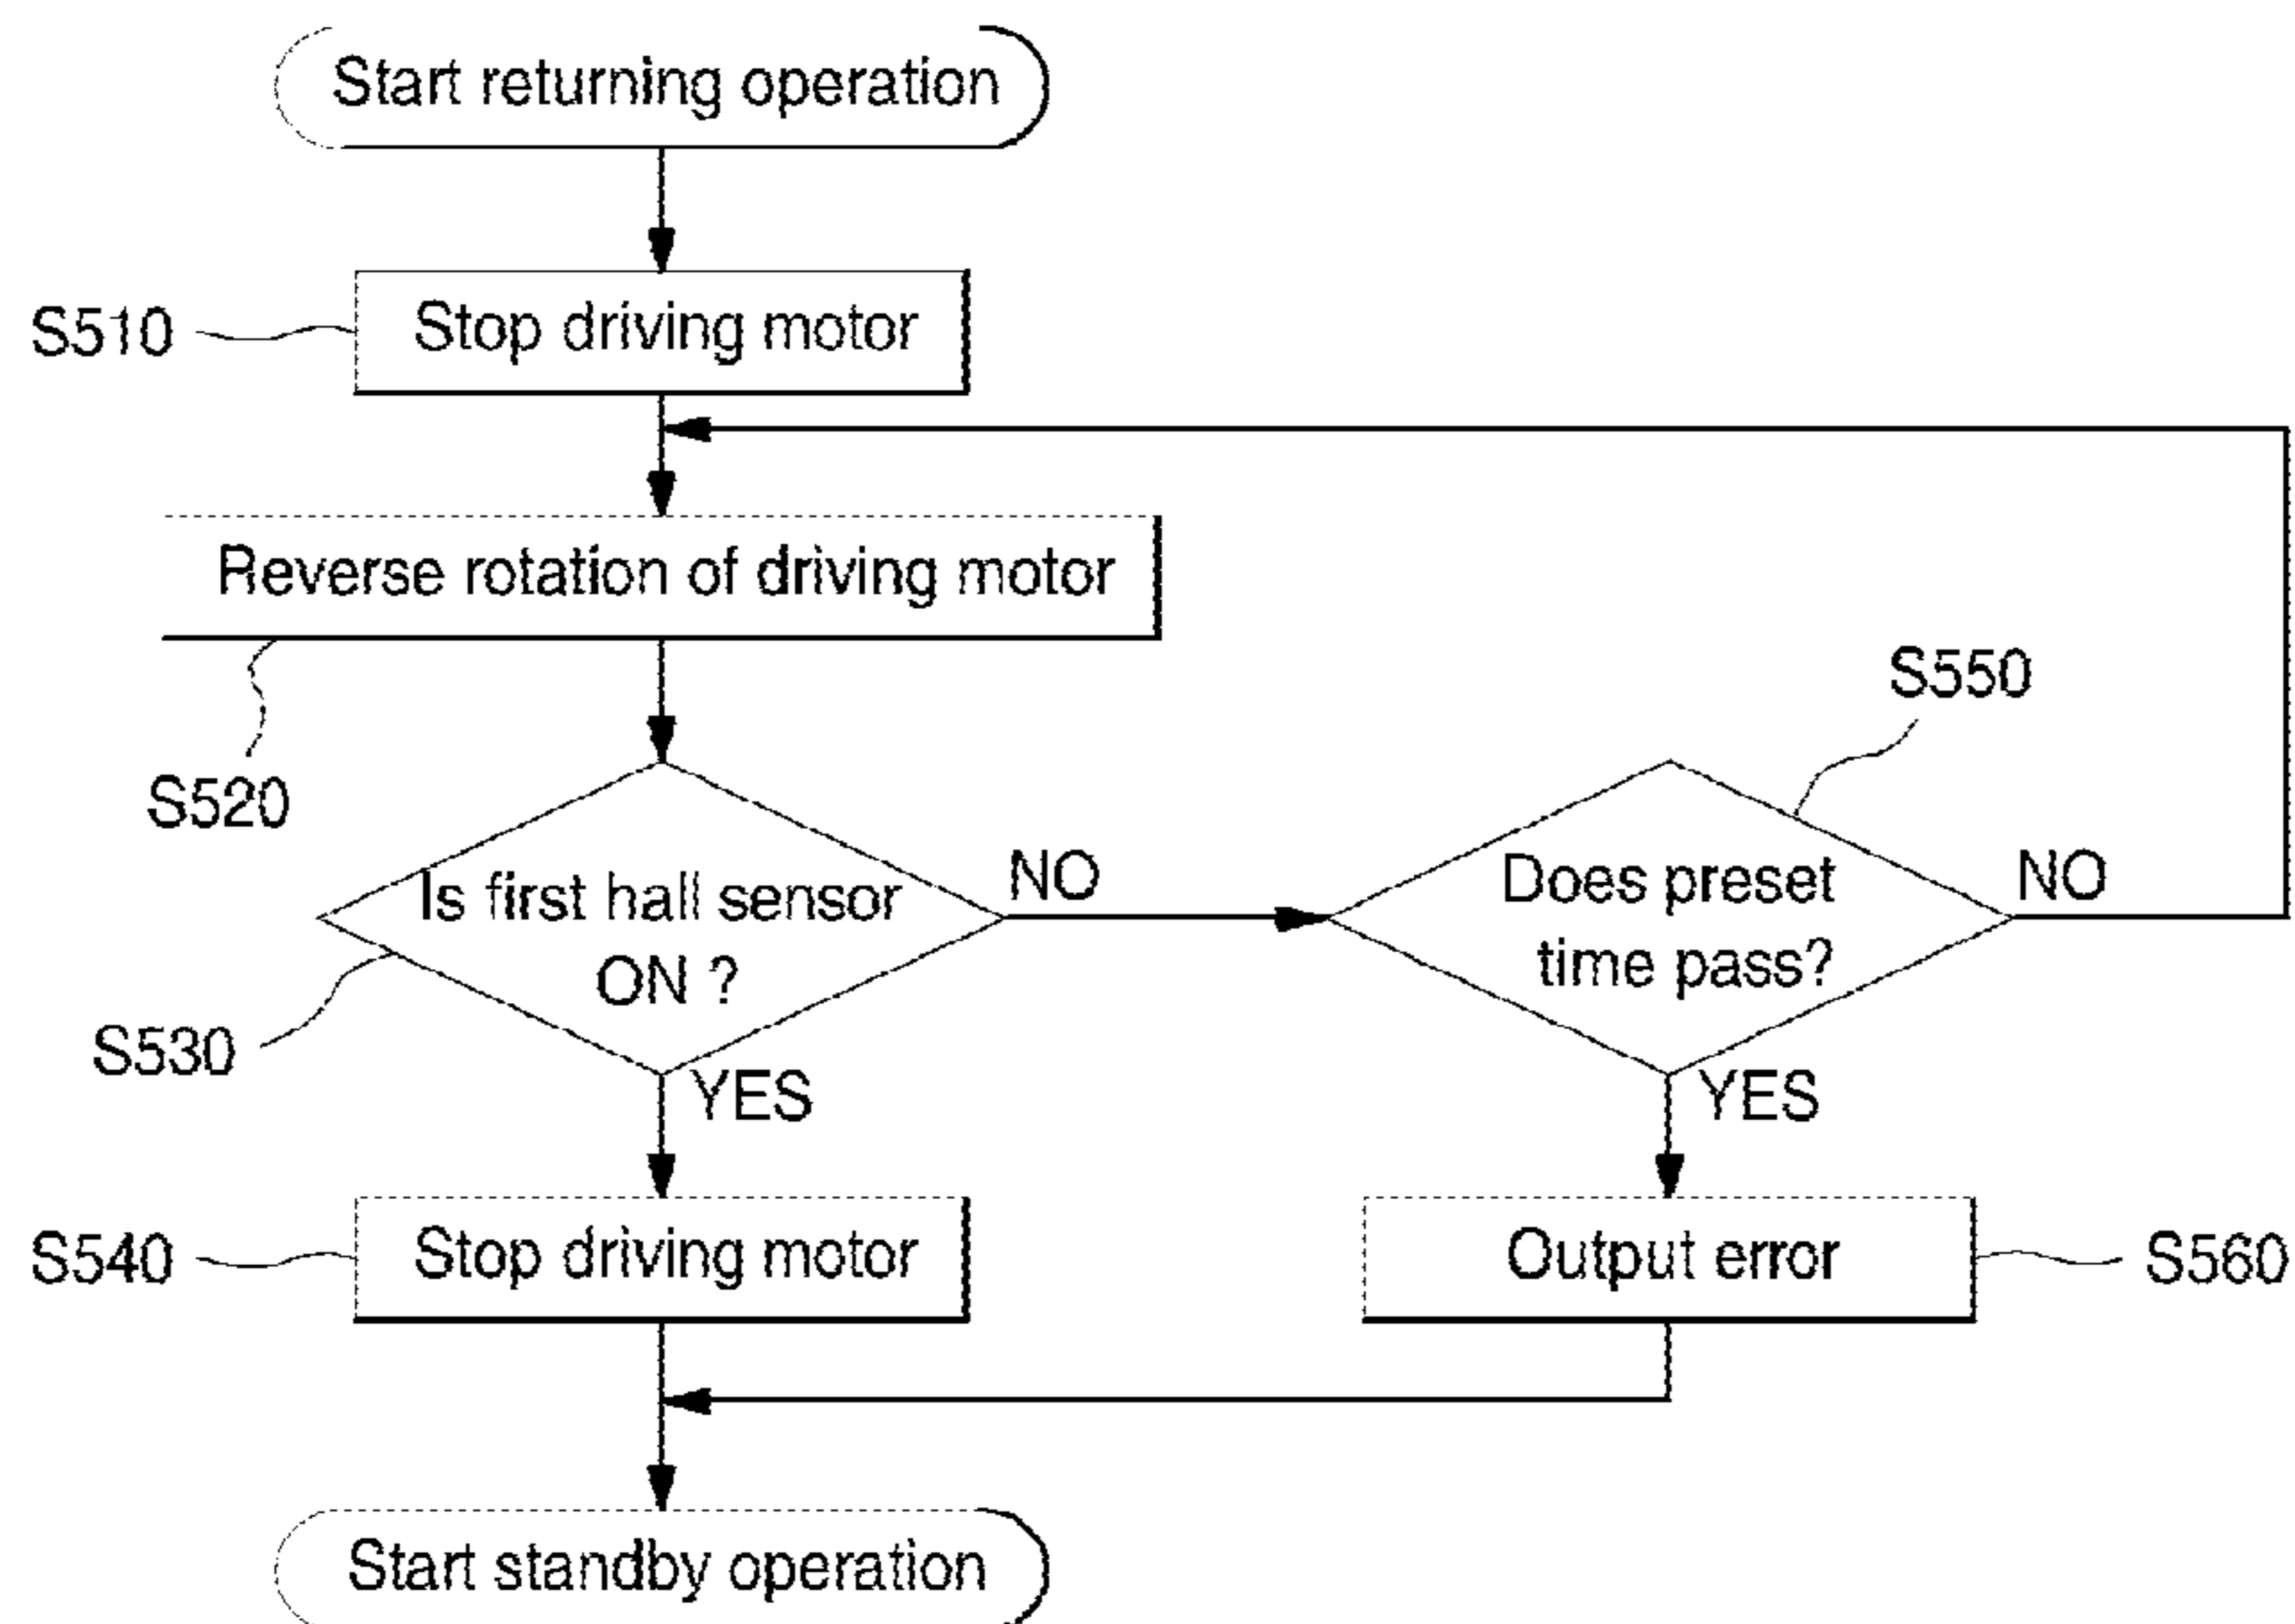 Start returning operation
S510
Stop driving motor
Reverse rotation of driving motor
S520
S550
Is first hall sensor
ON ?
NO
Does preset
time pass?
NO
S530
YES
YES
S540
Stop driving motor
Output error
S560
Start standby operation